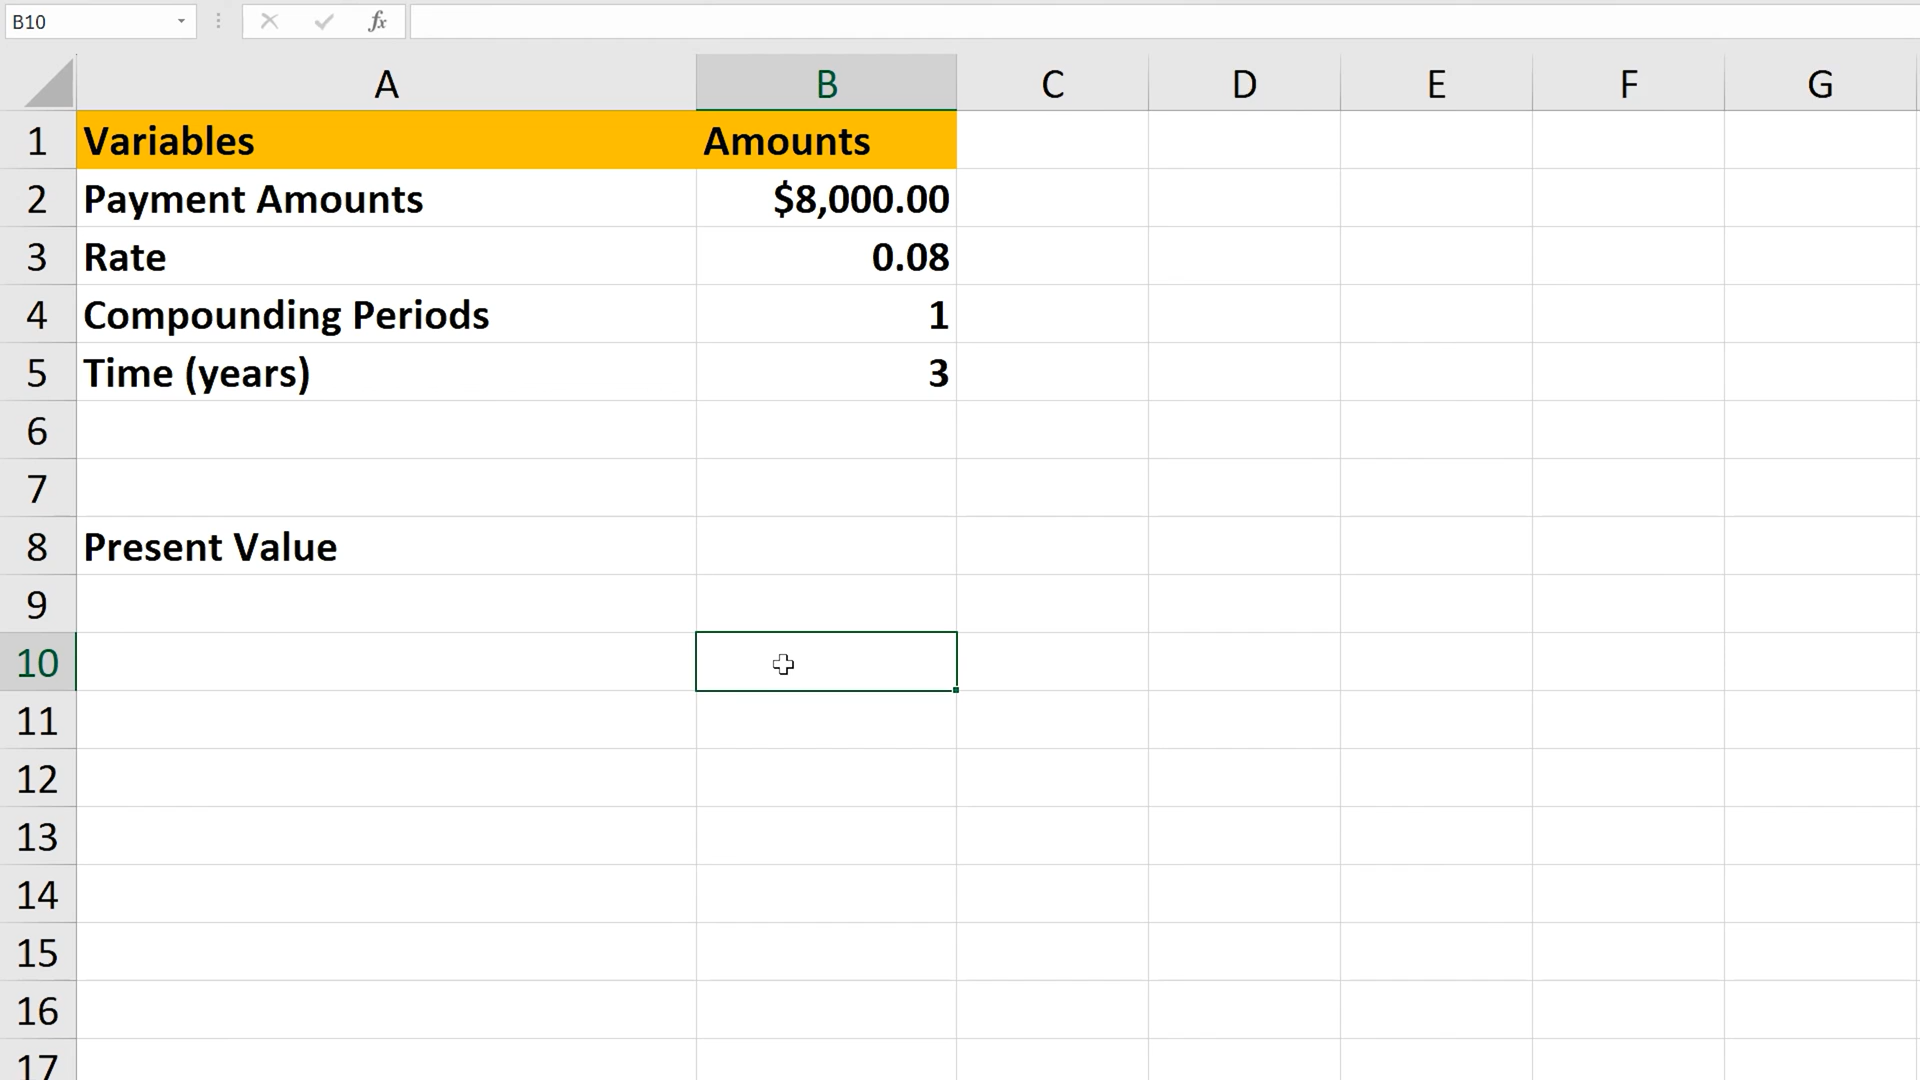 B10 fx
A B C D E F G
1 Variables Amounts
2 Payment Amounts $8,000.00
3 Rate 0.08
4 Compounding Periods 1
5 Time (years) 3
6
7
8 Present Value
9
10
11
12
13
14
15
16
17